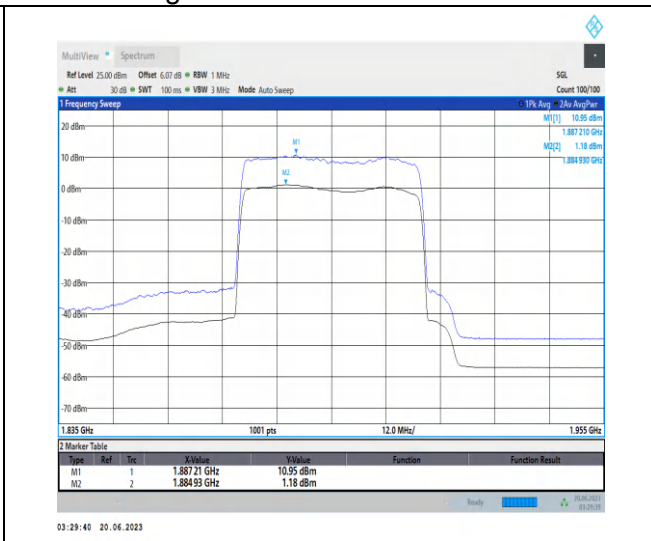 MultiView Spectrum
Ref Level 25.00 dBm Offset 6.07 dB RBW 1 MHz SGL
Att 30 dB SWT 100 ms VBW 3 MHz Mode Auto Sweep Count 100/100
1 Frequency Sweep 1Pk Avg 2Av AvgPwr
M1[1] 10.95 dBm
1.887 210 GHz
M2[2] 1.18 dBm
1.884 930 GHz
20 dBm
M1
10 dBm
M2
0 dBm
-10 dBm
-20 dBm
-30 dBm
-40 dBm
-50 dBm
-60 dBm
-70 dBm
1.835 GHz 1001 pts 12.0 MHz/ 1.955 GHz
2 Marker Table
Type Ref Trc X-Value Y-Value Function Function Result
M1 1 1.88721 GHz 10.95 dBm
M2 2 1.88493 GHz 1.18 dBm
Ready 20.06.2023
03:29:39
03:29:40 20.06.2023